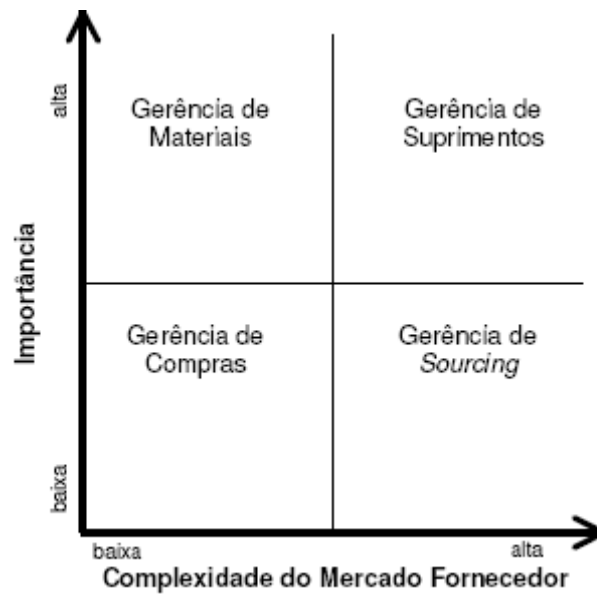 alta
Gerência de
Materiais
Gerência de
Suprimentos
Importância
Gerência de
Compras
Gerência de
Sourcing
baixa
baixa
alta
Complexidade do Mercado Fornecedor